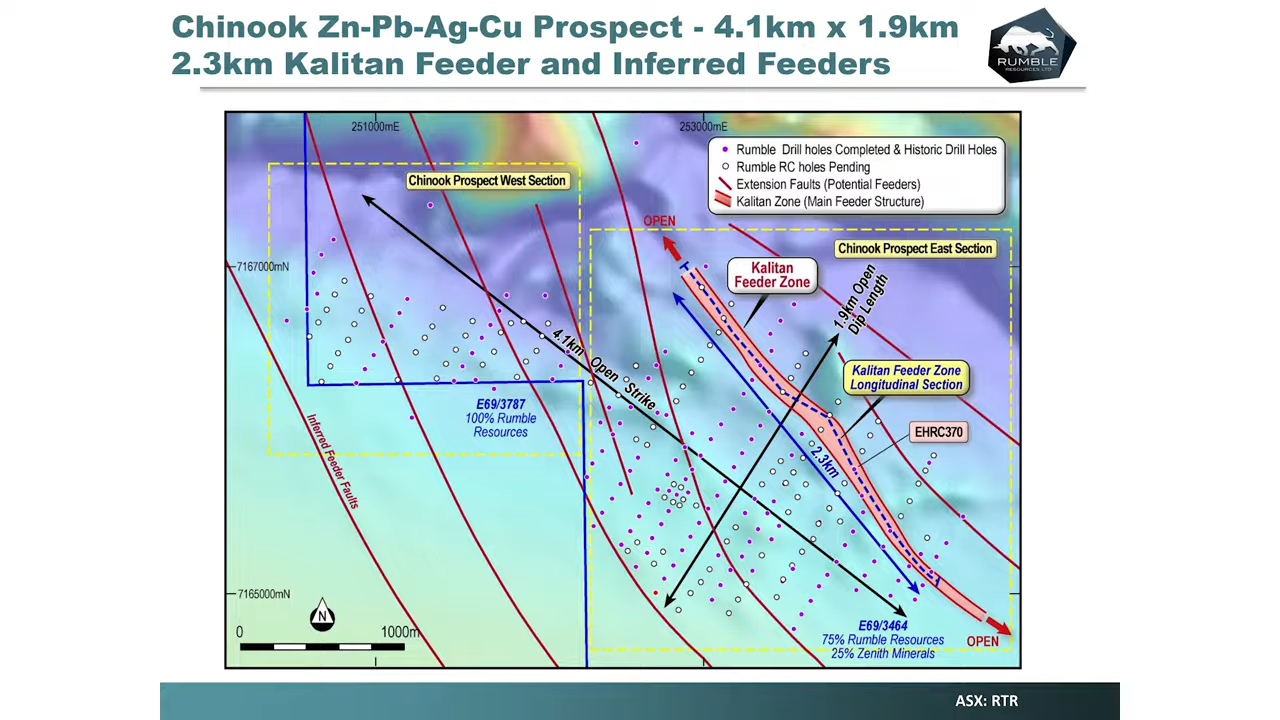 Chinook Zn-Pb-Ag-Cu Prospect - 4.1km x 1.9km
2.3km Kalitan Feeder and Inferred Feeders
RUMBLE
RESOURCES LTD
251000mE
253000mE
Rumble Drill holes Completed & Historic Drill Holes
Rumble RC holes Pending
Extension Faults (Potential Feeders)
Kalitan Zone (Main Feeder Structure)
Chinook Prospect West Section
OPEN
Chinook Prospect East Section
7167000mN
Kalitan
Feeder Zone
1.9km Open
Dip Length
4.1km Open Strike
Kalitan Feeder Zone
Longitudinal Section
E69/3787
100% Rumble
Resources
EHRC370
Inferred Feeder Faults
2.3km
7165000mN
N
0
1000m
E69/3464
75% Rumble Resources
25% Zenith Minerals
OPEN
ASX: RTR